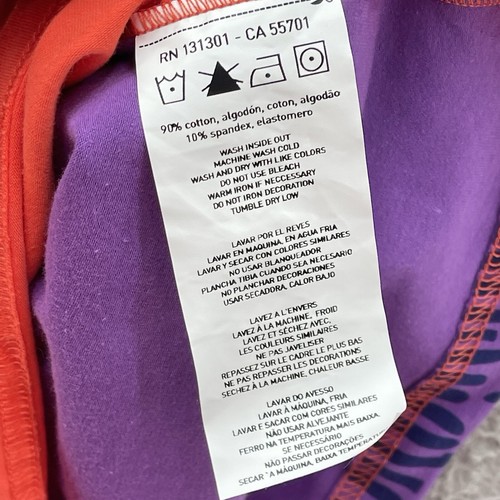 RN 131301 - CA 55701
90% cotton, algodón, coton, algodão
10% spandex, elastomero
WASH INSIDE OUT
MACHINE WASH COLD
WASH AND DRY WITH LIKE COLORS
DO NOT USE BLEACH
WARM IRON IF NECCESSARY
DO NOT IRON DECORATION
TUMBLE DRY LOW
LAVAR POR EL REVES
LAVAR EN MAQUINA, EN AGUA FRIA
LAVAR Y SECAR CON COLORES SIMILARES
NO USAR BLANQUEADOR
PLANCHA TIBIA CUANDO SEA NECESARIO
NO PLANCHAR DECORACIONES
USAR SECADORA, CALOR BAJO
LAVEZ A L'ENVERS
LAVEZ À LA MACHINE, FROID
LAVEZ ET SÉCHEZ AVEC,
LES COULEURS SIMILAIRES
NE PAS JAVELISER
REPASSEZ SUR LE CADRE LE PLUS BAS
NE PAS REPASSER LES DECORATIONS
SECHEZ À LA MACHINE, CHALEUR BASSE
LAVAR DO AVESSO
LAVAR À MÁQUINA, FRIA
LAVAR E SACAR COM CORES SIMILARES
NÃO USAR ALVEJANTE
FERRO NA TEMPERATURA MAIS BAIXA,
SE NECESSÁRIO
NÃO PASSAR DECORAÇÕES
SECAR ´A MÁQUINA, BAIXA